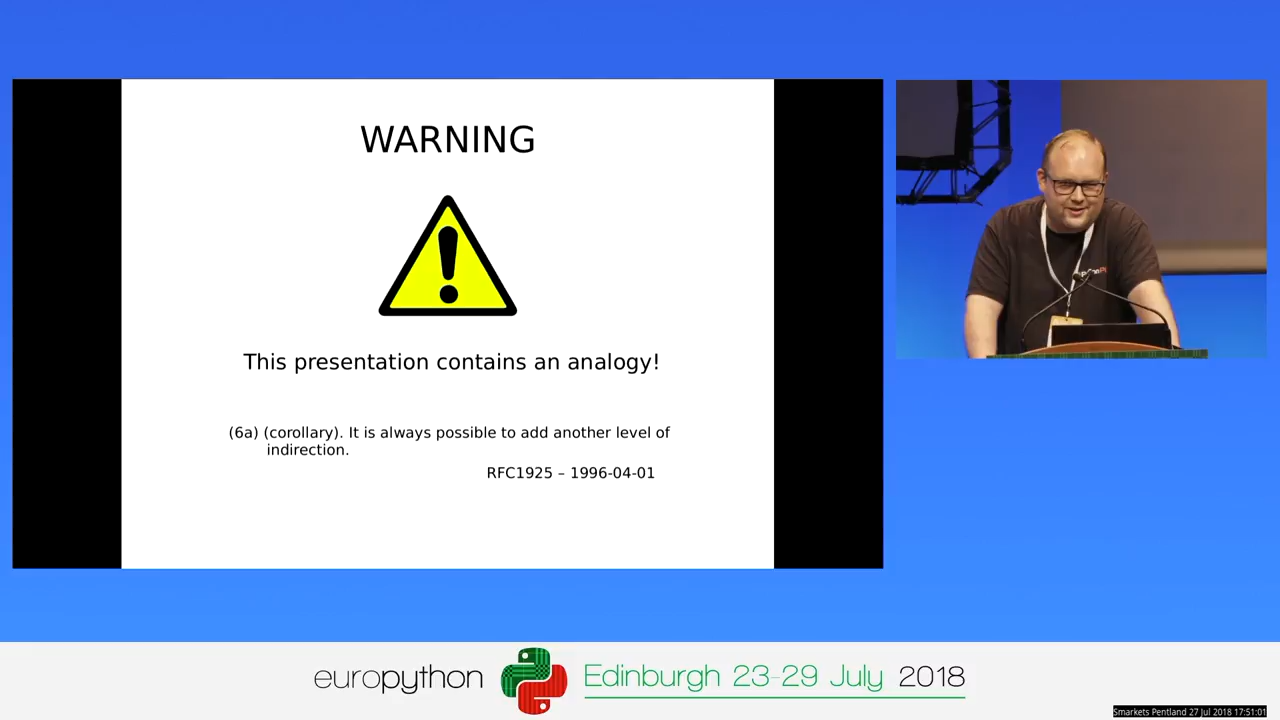 WARNING
This presentation contains an analogy!
(6a) (corollary). It is always possible to add another level of
indirection.
RFC1925 – 1996-04-01
europython
Edinburgh 23-29 July 2018
Smarkets Pentland 27 Jul 2018 17:51:01